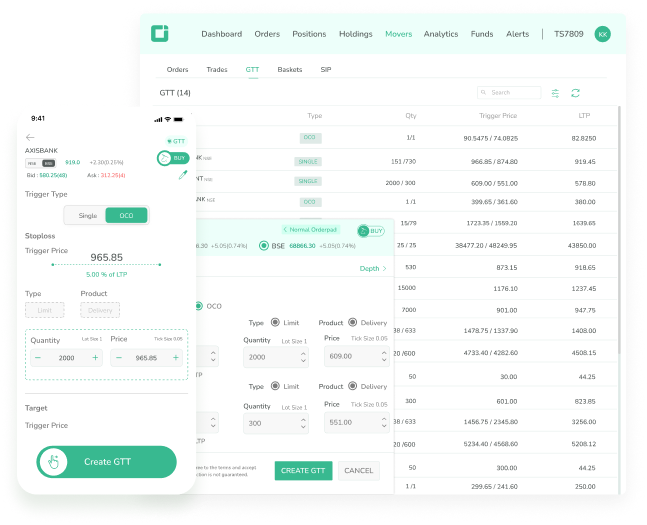 Dashboard Orders Positions Holdings Movers Analytics Funds Alerts TS7809 KK
Orders Trades GTT Baskets SIP
GTT (14)
Search
Type Qty Trigger Price LTP
OCO 1/1 90.5475 / 74.0825 82.8250
NSE SINGLE 151 /730 966.85 / 874.80 919.45
NT NSE SINGLE 2000 / 300 609.00 / 551.00 578.80
ANK NSE OCO 1 /1 399.65 / 361.60 380.00
15/79 1723.35 / 1559.20 1639.65
25 / 25 38477.20 / 48249.95 43850.00
530 873.15 918.65
15000 1176.10 1237.45
7000 901.00 947.75
38 /633 1478.75 / 1337.90 1408.00
20 /600 4733.40 / 4282.60 4508.15
50 30.00 44.25
300 601.00 823.85
38 / 633 1456.75 / 2345.80 3256.00
20 /600 5234.40 / 4568.60 5208.12
50 300.00 44.25
1 /1 299.65 / 241.60 250.00
< Normal Orderpad BUY
6.30 +5.05(0.74%) BSE 68866.30 +5.05(0.74%)
Depth >
OCO
Type Limit Product Delivery
Quantity Lot Size 1 Price Tick Size 0.05
2000 609.00
TP
Type Limit Product Delivery
Quantity Lot Size 1 Price Tick Size 0.05
300 551.00
LTP
ree to the terms and accept
ction is not guaranteed.
CREATE GTT CANCEL
9:41
GTT
AXISBANK
NSE BSE 919.0 +2.30(0.25%) BUY
Bid : 590.25(48) Ask : 312.25(4)
Trigger Type
Single OCO
Stoploss
Trigger Price
965.85
5.00 % of LTP
Type Product
Limit Delivery
Quantity Lot Size 1 Price Tick Size 0.05
− 2000 + − 965.85 +
Target
Trigger Price
Create GTT